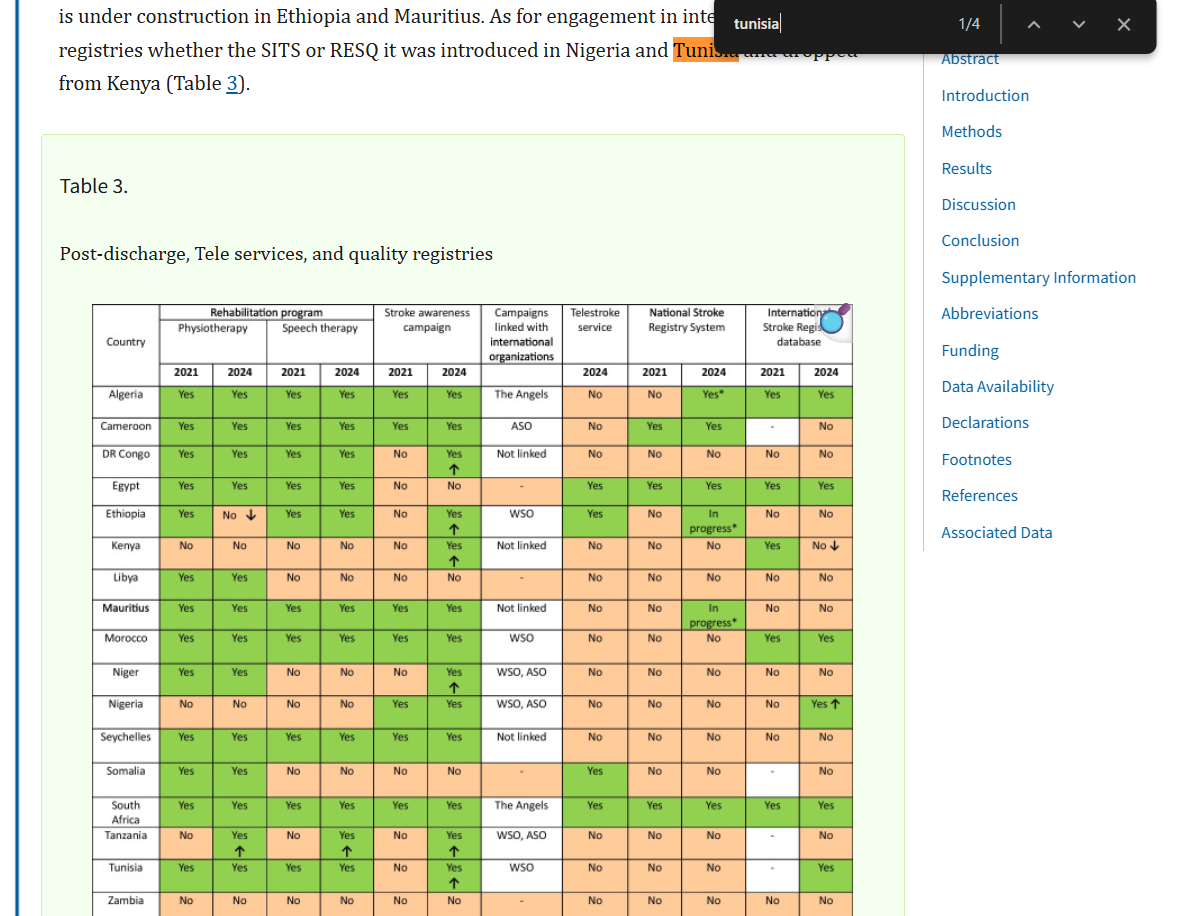 is under construction in Ethiopia and Mauritius. As for engagement in inte
registries whether the SITS or RESQ it was introduced in Nigeria and Tunisia and dropped
from Kenya (Table 3).
tunisia
1/4
Abstract
Introduction
Methods
Results
Discussion
Conclusion
Supplementary Information
Abbreviations
Funding
Data Availability
Declarations
Footnotes
References
Associated Data
Table 3.
Post-discharge, Tele services, and quality registries
Country
Rehabilitation program
Physiotherapy Speech therapy
Stroke awareness
campaign
Campaigns
linked with
international
organizations
Telestroke
service
National Stroke
Registry System
Internation
Stroke Regis
database
2021 2024 2021 2024 2021 2024 2024 2021 2024 2021 2024
Algeria Yes Yes Yes Yes Yes Yes The Angels No No Yes* Yes Yes
Cameroon Yes Yes Yes Yes Yes Yes ASO No Yes Yes - No
DR Congo Yes Yes Yes Yes No Yes ↑ Not linked No No No No No
Egypt Yes Yes Yes Yes No No - Yes Yes Yes Yes Yes
Ethiopia Yes No ↓ Yes Yes No Yes ↑ WSO Yes No In progress* No No
Kenya No No No No No Yes ↑ Not linked No No No Yes No ↓
Libya Yes Yes No No No No - No No No No No
Mauritius Yes Yes Yes Yes Yes Yes Not linked No No In progress* No No
Morocco Yes Yes Yes Yes Yes Yes WSO No No No Yes Yes
Niger Yes Yes No No No Yes ↑ WSO, ASO No No No No No
Nigeria No No No No Yes Yes WSO, ASO No No No No Yes ↑
Seychelles Yes Yes Yes Yes Yes Yes Not linked No No No No No
Somalia Yes Yes No No No No - Yes No No - No
South Africa Yes Yes Yes Yes Yes Yes The Angels Yes Yes Yes Yes Yes
Tanzania No Yes ↑ No Yes ↑ No Yes ↑ WSO, ASO No No No - No
Tunisia Yes Yes Yes Yes No Yes ↑ WSO No No No - Yes
Zambia No No No No No No - No No No No No